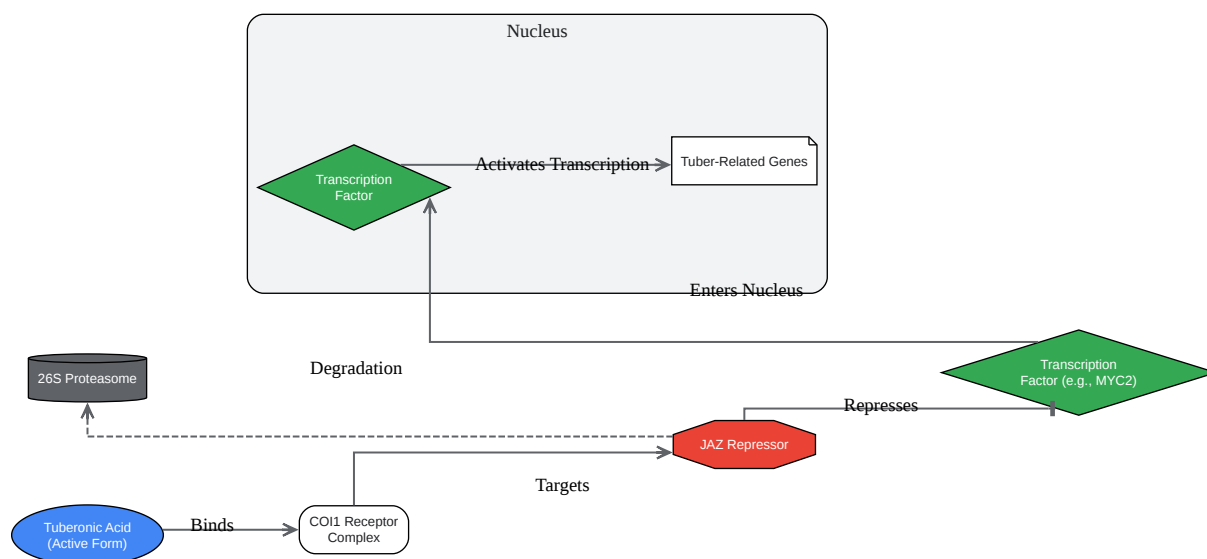 Nucleus
Transcription
Factor
Activates Transcription
Tuber-Related Genes
Enters Nucleus
Degradation
26S Proteasome
Transcription
Factor (e.g., MYC2)
Represses
JAZ Repressor
Targets
Tuberonic Acid
(Active Form)
Binds
COI1 Receptor
Complex